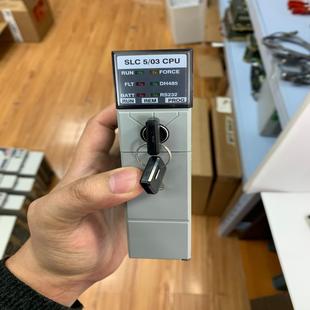 SLC 5/03 CPU
RUN FORCE
FLT DH485
BATT RS232
RUN REM PROG